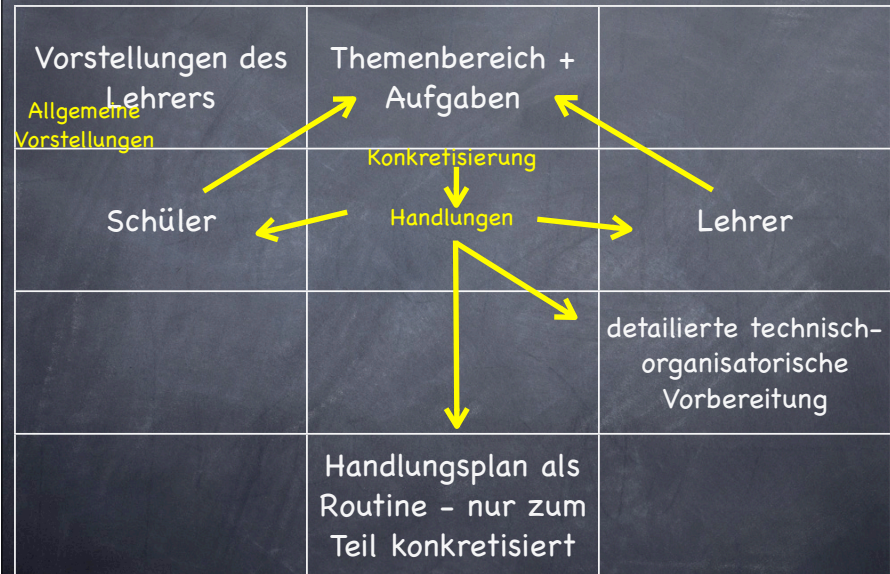 Vorstellungen des
Lehrers
Allgemeine
Vorstellungen
Themenbereich +
Aufgaben
Konkretisierung
Schüler
Handlungen
Lehrer
detailierte technisch-
organisatorische
Vorbereitung
Handlungsplan als
Routine - nur zum
Teil konkretisiert